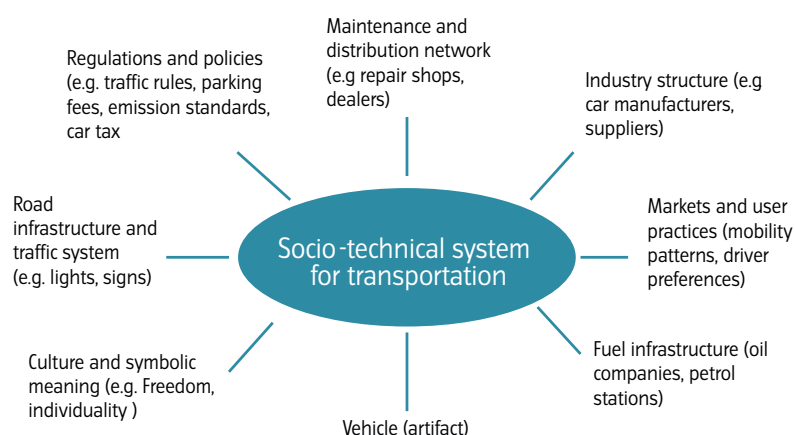 Maintenance and
distribution network
(e.g repair shops,
dealers)
Regulations and policies
(e.g. traffic rules, parking
fees, emission standards,
car tax
Industry structure (e.g
car manufacturers,
suppliers)
Road
infrastructure and
traffic system
(e.g. lights, signs)
Socio-technical system
for transportation
Markets and user
practices (mobility
patterns, driver
preferences)
Culture and symbolic
meaning (e.g. Freedom,
individuality )
Fuel infrastructure (oil
companies, petrol
stations)
Vehicle (artifact)